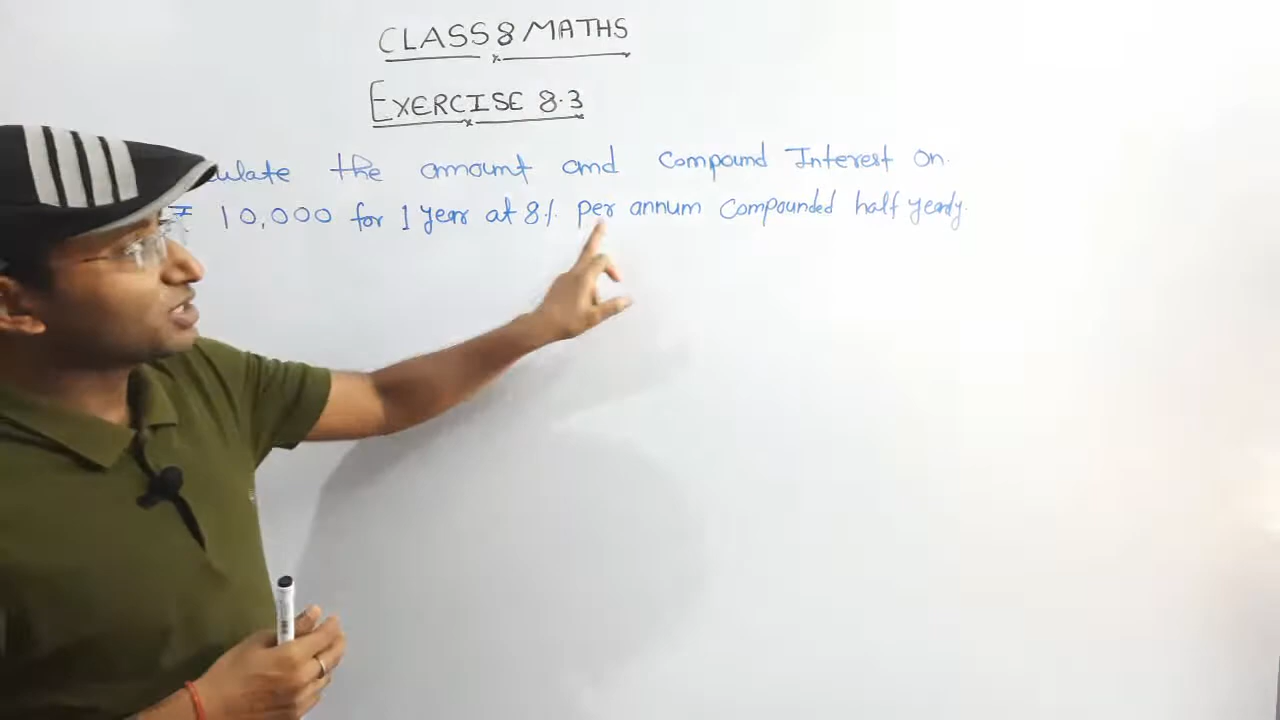 CLASS 8 MATHS
EXERCISE 8.3
the amount and Compound Interest on.
₹ 10,000 for 1 year at 8% per annum Compounded half yearly.